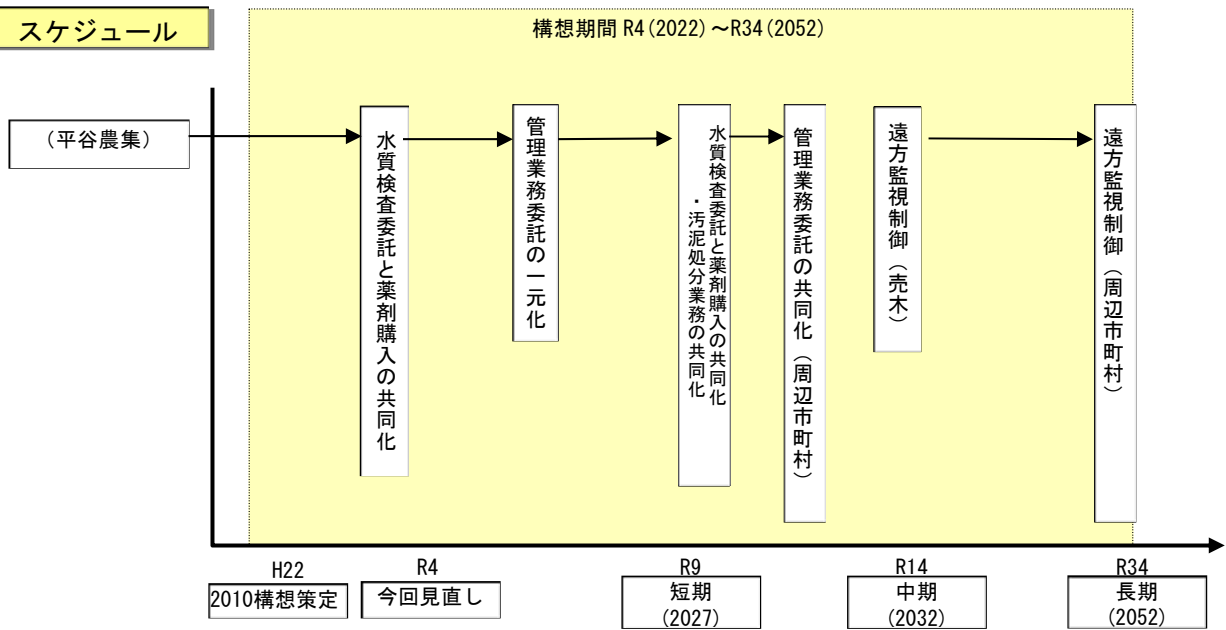 スケジュール
構想期間 R4(2022)～R34(2052)
(平谷農集)
水質検査委託と薬剤購入の共同化
管理業務委託の一元化
水質検査委託と薬剤購入の共同化
・汚泥処分業務の共同化
管理業務委託の共同化(周辺市町村)
遠方監視制御(売木)
遠方監視制御(周辺市町村)
H22
2010構想策定
R4
今回見直し
R9
短期
(2027)
R14
中期
(2032)
R34
長期
(2052)